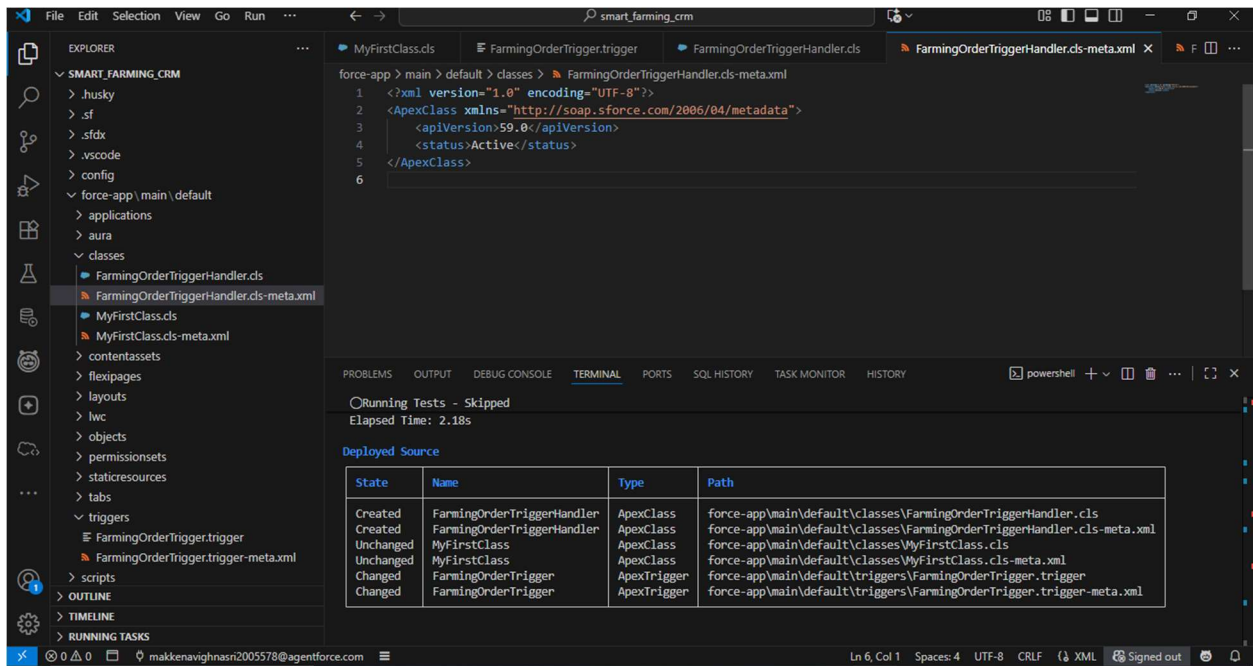 File Edit Selection View Go Run ... smart_farming_crm
EXPLORER ...
SMART_FARMING_CRM
.husky
.sf
.sfdx
.vscode
config
force-app\main\default
applications
aura
classes
FarmingOrderTriggerHandler.cls
FarmingOrderTriggerHandler.cls-meta.xml
MyFirstClass.cls
MyFirstClass.cls-meta.xml
contentassets
flexipages
layouts
lwc
objects
permissionsets
staticresources
tabs
triggers
FarmingOrderTrigger.trigger
FarmingOrderTrigger.trigger-meta.xml
scripts
OUTLINE
TIMELINE
RUNNING TASKS
MyFirstClass.cls FarmingOrderTrigger.trigger FarmingOrderTriggerHandler.cls FarmingOrderTriggerHandler.cls-meta.xml F ...
force-app > main > default > classes > FarmingOrderTriggerHandler.cls-meta.xml
1 <?xml version="1.0" encoding="UTF-8"?>
2 <ApexClass xmlns="http://soap.sforce.com/2006/04/metadata">
3 <apiVersion>59.0</apiVersion>
4 <status>Active</status>
5 </ApexClass>
6
PROBLEMS OUTPUT DEBUG CONSOLE TERMINAL PORTS SQL HISTORY TASK MONITOR HISTORY powershell ...
Running Tests - Skipped
Elapsed Time: 2.18s
Deployed Source
State Name Type Path
Created FarmingOrderTriggerHandler ApexClass force-app\main\default\classes\FarmingOrderTriggerHandler.cls
Created FarmingOrderTriggerHandler ApexClass force-app\main\default\classes\FarmingOrderTriggerHandler.cls-meta.xml
Unchanged MyFirstClass ApexClass force-app\main\default\classes\MyFirstClass.cls
Unchanged MyFirstClass ApexClass force-app\main\default\classes\MyFirstClass.cls-meta.xml
Changed FarmingOrderTrigger ApexTrigger force-app\main\default\triggers\FarmingOrderTrigger.trigger
Changed FarmingOrderTrigger ApexTrigger force-app\main\default\triggers\FarmingOrderTrigger.trigger-meta.xml
1
0 0 makkenavighnasri2005578@agentforce.com Ln 6, Col 1 Spaces: 4 UTF-8 CRLF XML Signed out